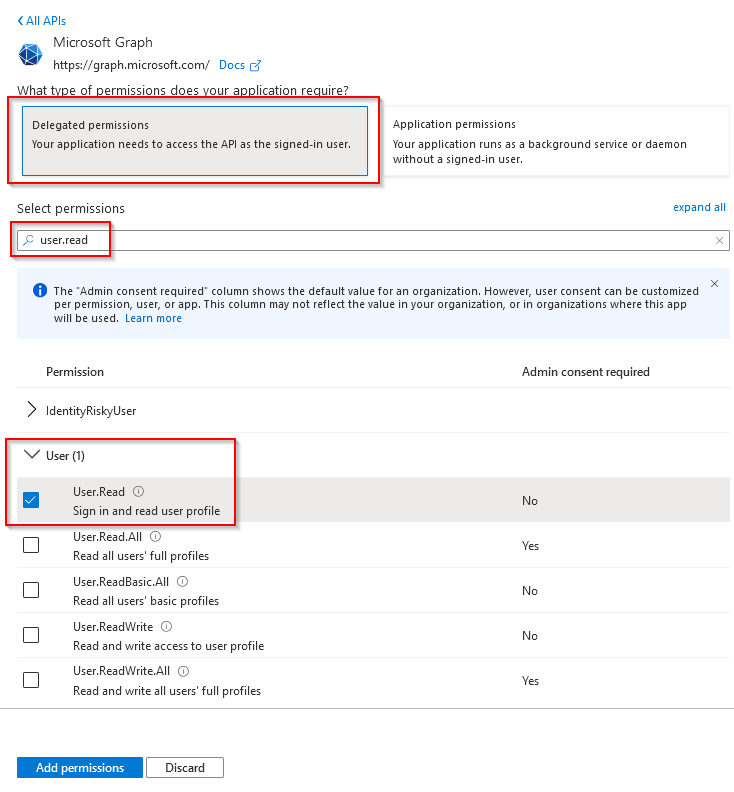 All APIs
Microsoft Graph
https://graph.microsoft.com/ Docs
What type of permissions does your application require?
Delegated permissions
Your application needs to access the API as the signed-in user.
Application permissions
Your application runs as a background service or daemon
without a signed-in user.
Select permissions
expand all
user.read
The "Admin consent required" column shows the default value for an organization. However, user consent can be customized
per permission, user, or app. This column may not reflect the value in your organization, or in organizations where this app
will be used. Learn more
Permission
Admin consent required
IdentityRiskyUser
User (1)
User.Read
Sign in and read user profile
No
User.Read.All
Read all users' full profiles
Yes
User.ReadBasic.All
Read all users' basic profiles
No
User.ReadWrite
Read and write access to user profile
No
User.ReadWrite.All
Read and write all users' full profiles
Yes
Add permissions
Discard